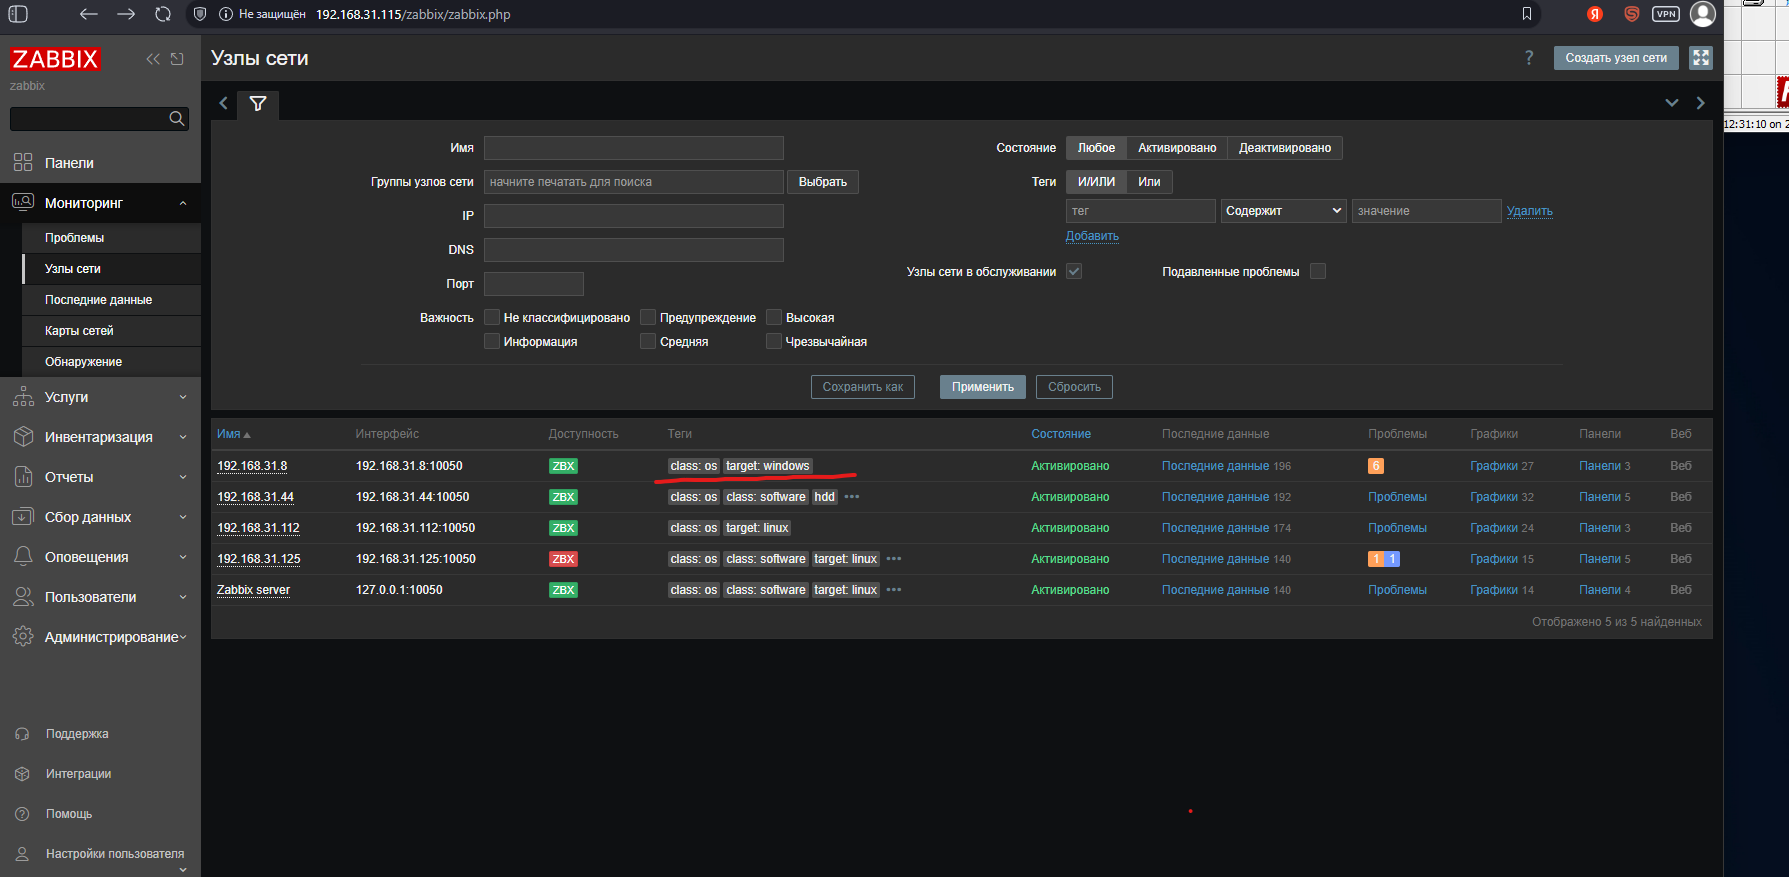 Не защищён 192.168.31.115/zabbix/zabbix.php
Я VPN
12:31:10 on 2
ZABBIX
zabbix
Панели
Мониторинг
Проблемы
Узлы сети
Последние данные
Карты сетей
Обнаружение
Услуги
Инвентаризация
Отчеты
Сбор данных
Оповещения
Пользователи
Администрирование
Поддержка
Интеграции
Помощь
Настройки пользователя
Узлы сети
? Создать узел сети
Имя
Группы узлов сети начните печатать для поиска Выбрать
IP
DNS
Порт
Важность Не классифицировано Предупреждение Высокая
Информация Средняя Чрезвычайная
Состояние Любое Активировано Деактивировано
Теги И/ИЛИ Или
тег Содержит значение Удалить
Добавить
Узлы сети в обслуживании Подавленные проблемы
Сохранить как Применить Сбросить
Имя Интерфейс Доступность Теги Состояние Последние данные Проблемы Графики Панели Веб
192.168.31.8 192.168.31.8:10050 ZBX class: os target: windows Активировано Последние данные 196 6 Графики 27 Панели 3 Веб
192.168.31.44 192.168.31.44:10050 ZBX class: os class: software hdd ••• Активировано Последние данные 192 Проблемы Графики 32 Панели 5 Веб
192.168.31.112 192.168.31.112:10050 ZBX class: os target: linux Активировано Последние данные 174 Проблемы Графики 24 Панели 3 Веб
192.168.31.125 192.168.31.125:10050 ZBX class: os class: software target: linux ••• Активировано Последние данные 140 1 1 Графики 15 Панели 5 Веб
Zabbix server 127.0.0.1:10050 ZBX class: os class: software target: linux ••• Активировано Последние данные 140 Проблемы Графики 14 Панели 4 Веб
Отображено 5 из 5 найденных